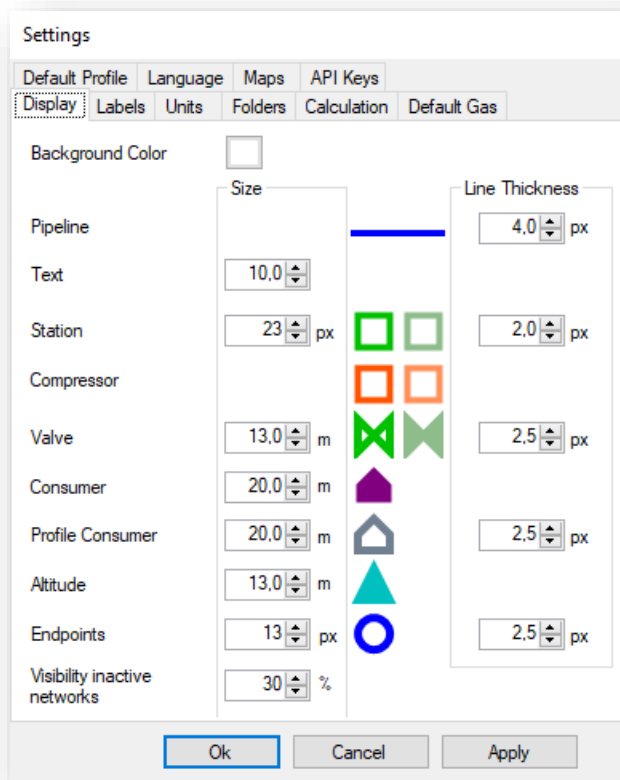 Settings
Default Profile Language Maps API Keys
Display Labels Units Folders Calculation Default Gas
Background Color
Size Line Thickness
Pipeline 4,0 px
Text 10,0
Station 23 px 2,0 px
Compressor
Valve 13,0 m 2,5 px
Consumer 20,0 m
Profile Consumer 20,0 m 2,5 px
Altitude 13,0 m
Endpoints 13 px 2,5 px
Visibility inactive
networks 30 %
Ok Cancel Apply